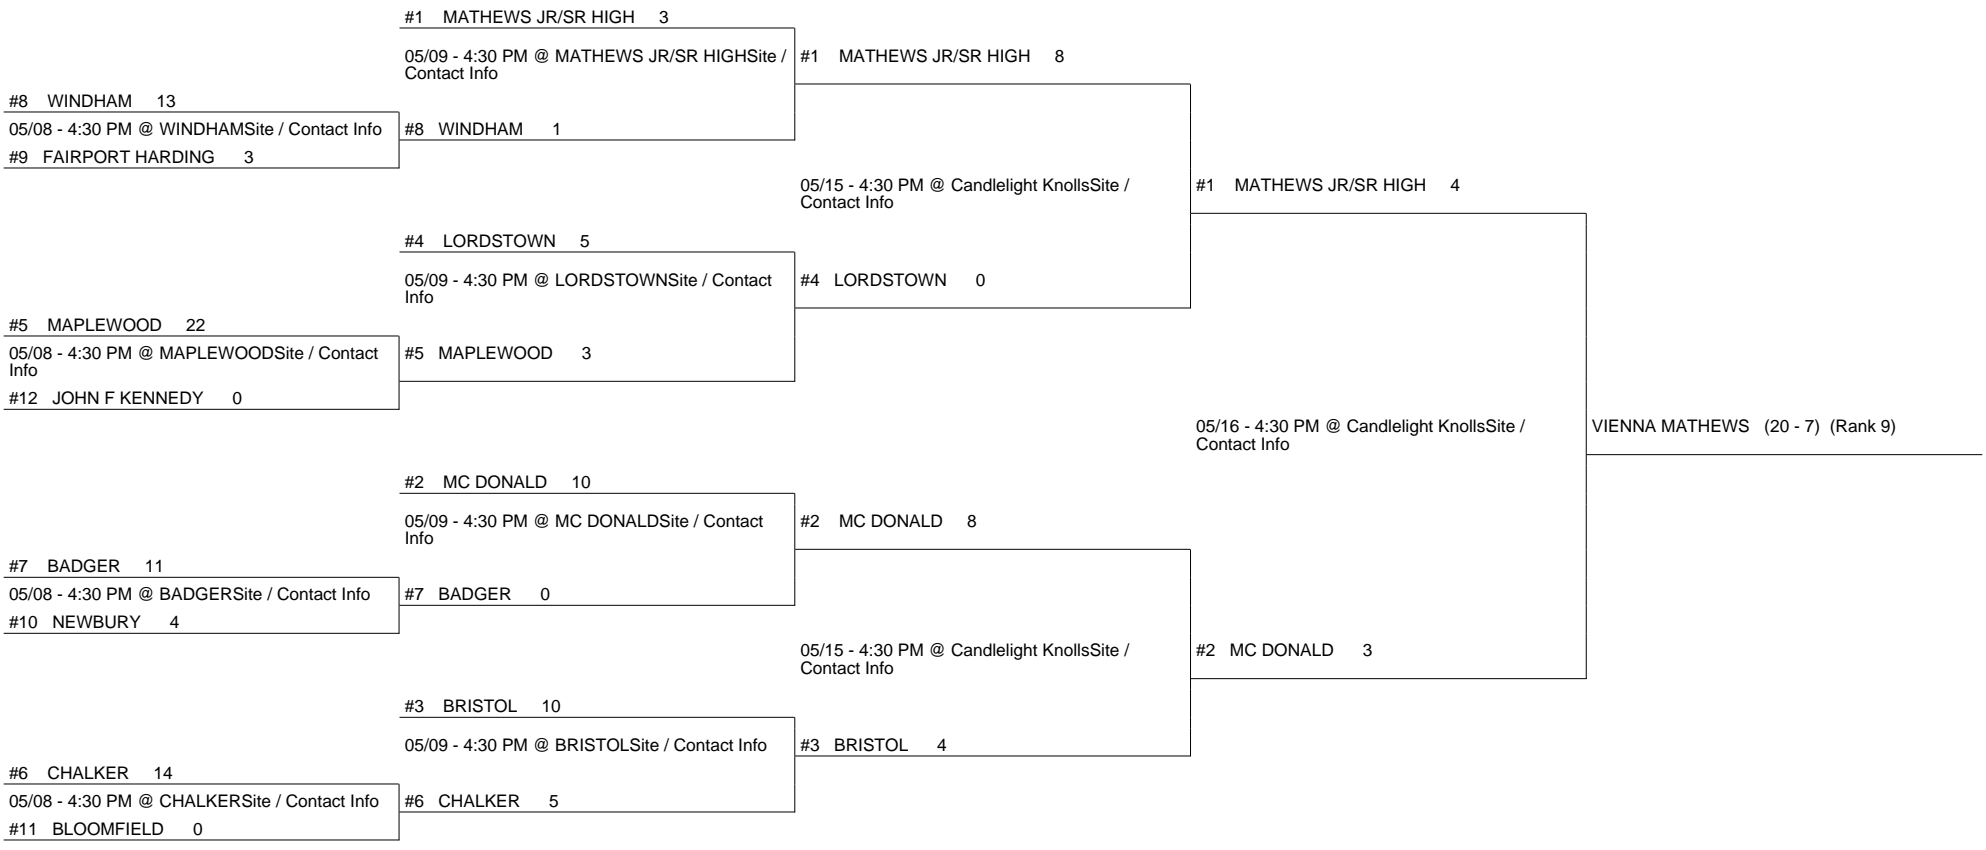 #1 MATHEWS JR/SR HIGH 3
05/09 - 4:30 PM @ MATHEWS JR/SR HIGHSite /
Contact Info
#1 MATHEWS JR/SR HIGH 8
#8 WINDHAM 13
05/08 - 4:30 PM @ WINDHAMSite / Contact Info
#9 FAIRPORT HARDING 3
#8 WINDHAM 1
05/15 - 4:30 PM @ Candlelight KnollsSite /
Contact Info
#1 MATHEWS JR/SR HIGH 4
#4 LORDSTOWN 5
05/09 - 4:30 PM @ LORDSTOWNSite / Contact
Info
#4 LORDSTOWN 0
#5 MAPLEWOOD 22
05/08 - 4:30 PM @ MAPLEWOODSite / Contact
Info
#12 JOHN F KENNEDY 0
#5 MAPLEWOOD 3
05/16 - 4:30 PM @ Candlelight KnollsSite /
Contact Info
VIENNA MATHEWS (20 - 7) (Rank 9)
#2 MC DONALD 10
05/09 - 4:30 PM @ MC DONALDSite / Contact
Info
#2 MC DONALD 8
#7 BADGER 11
05/08 - 4:30 PM @ BADGERSite / Contact Info
#10 NEWBURY 4
#7 BADGER 0
05/15 - 4:30 PM @ Candlelight KnollsSite /
Contact Info
#2 MC DONALD 3
#3 BRISTOL 10
05/09 - 4:30 PM @ BRISTOLSite / Contact Info
#3 BRISTOL 4
#6 CHALKER 14
05/08 - 4:30 PM @ CHALKERSite / Contact Info
#11 BLOOMFIELD 0
#6 CHALKER 5